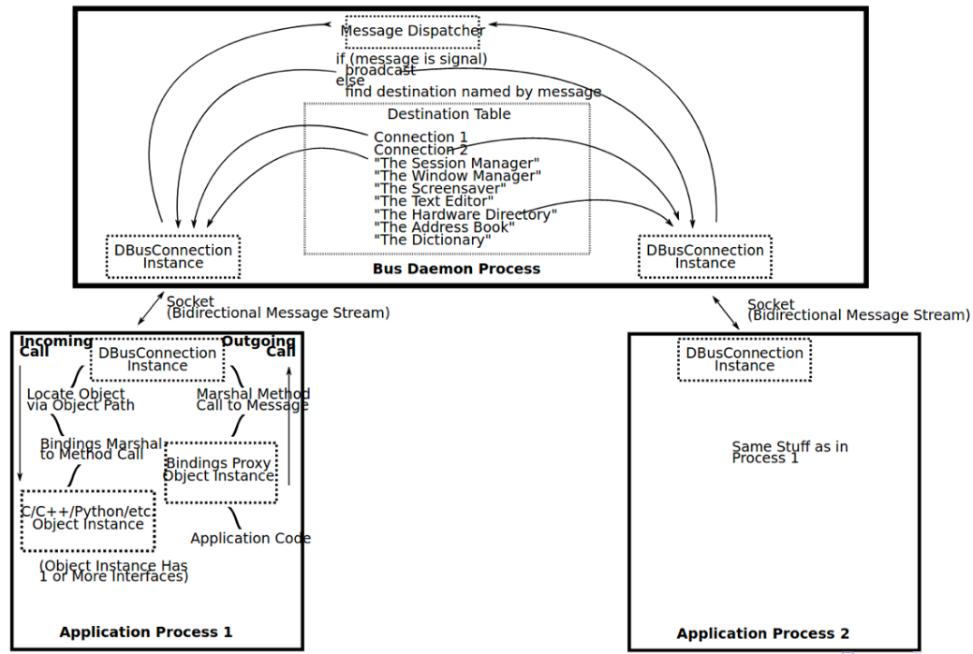 Message Dispatcher
if (message is signal)
broadcast
else
find destination named by message
Destination Table
Connection 1
Connection 2
"The Session Manager"
"The Window Manager"
"The Screensaver"
"The Text Editor"
"The Hardware Directory"
"The Address Book"
"The Dictionary"
DBusConnection
Instance
DBusConnection
Instance
Bus Daemon Process
Socket
(Bidirectional Message Stream)
Socket
(Bidirectional Message Stream)
Incoming
Call
DBusConnection
Instance
Outgoing
Call
Locate Object
via Object Path
Marshal Method
Call to Message
Bindings Marshal
to Method Call
Bindings Proxy
Object Instance
C/C++/Python/etc.
Object Instance
Application Code
(Object Instance Has
1 or More Interfaces)
Application Process 1
DBusConnection
Instance
Same Stuff as in
Process 1
Application Process 2